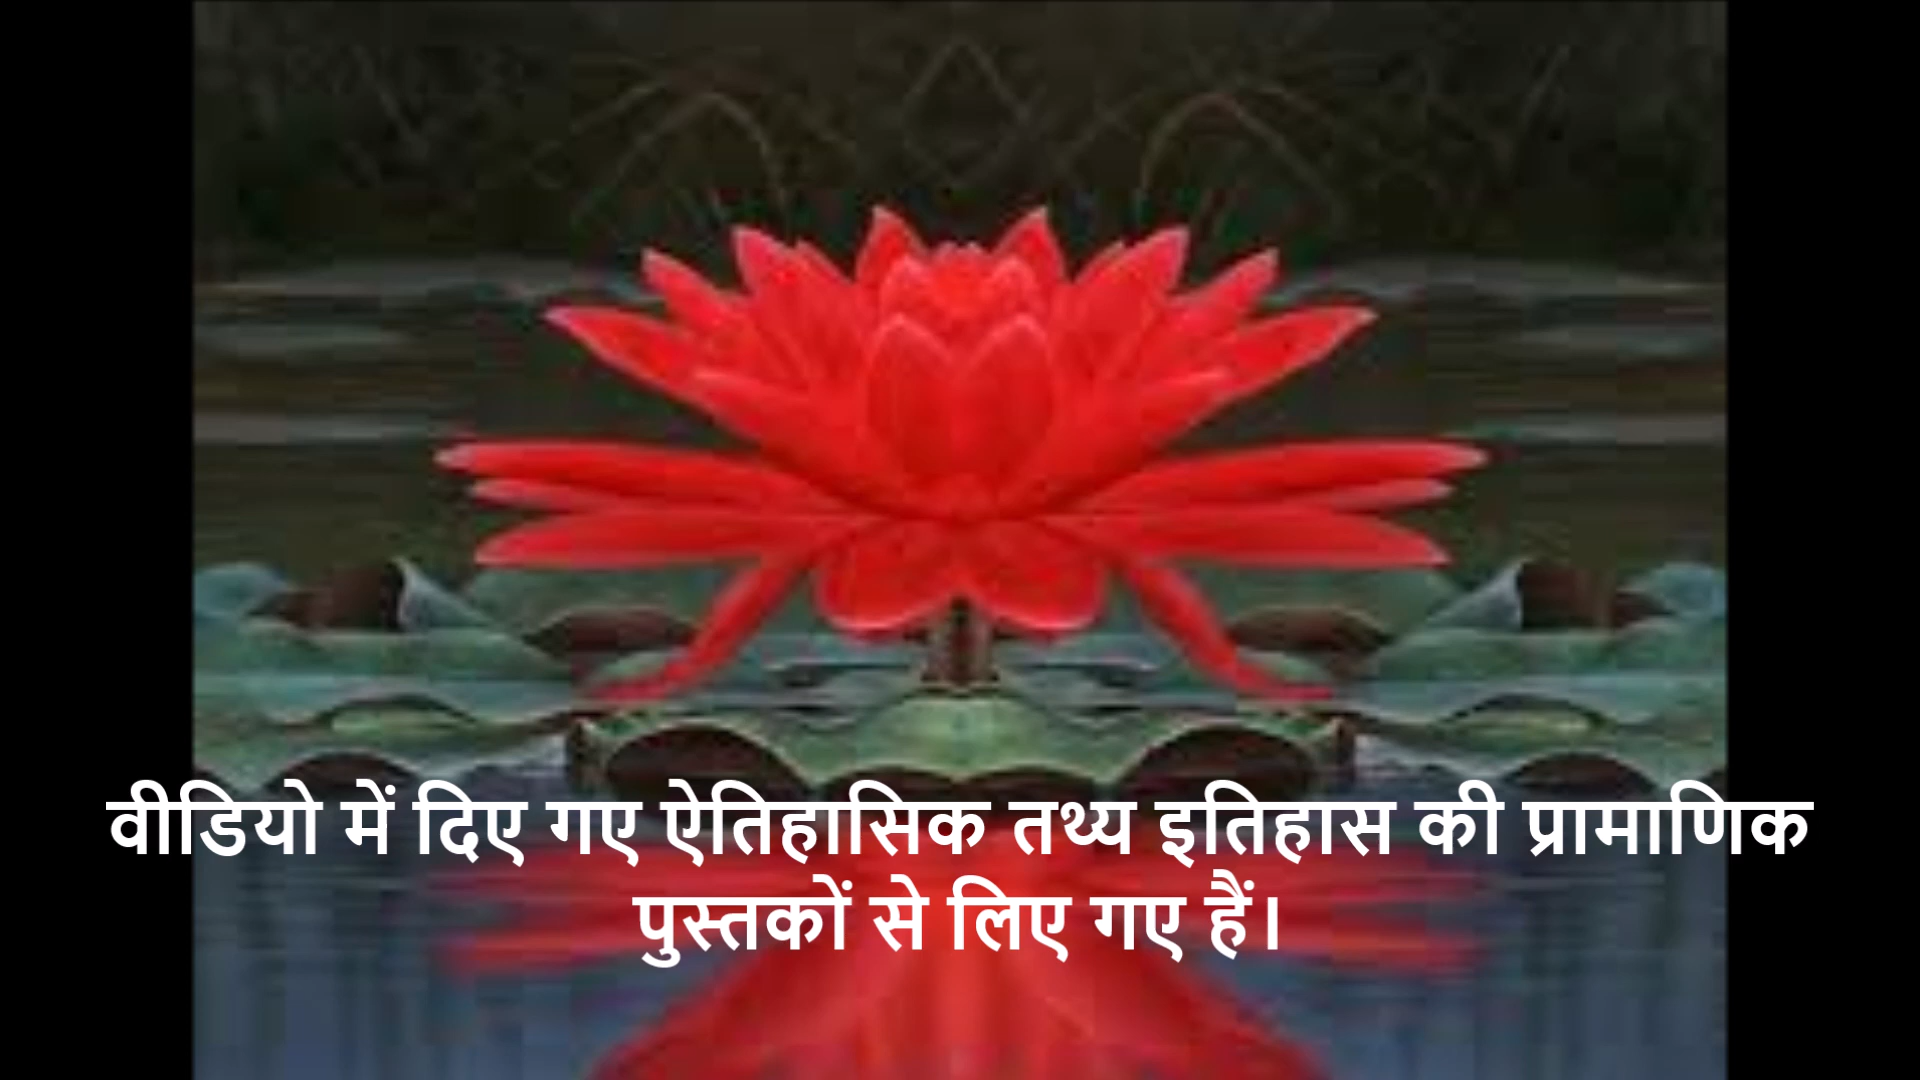 वीडियो में दिए गए ऐतिहासिक तथ्य इतिहास की प्रामाणिक
पुस्तकों से लिए गए हैं।